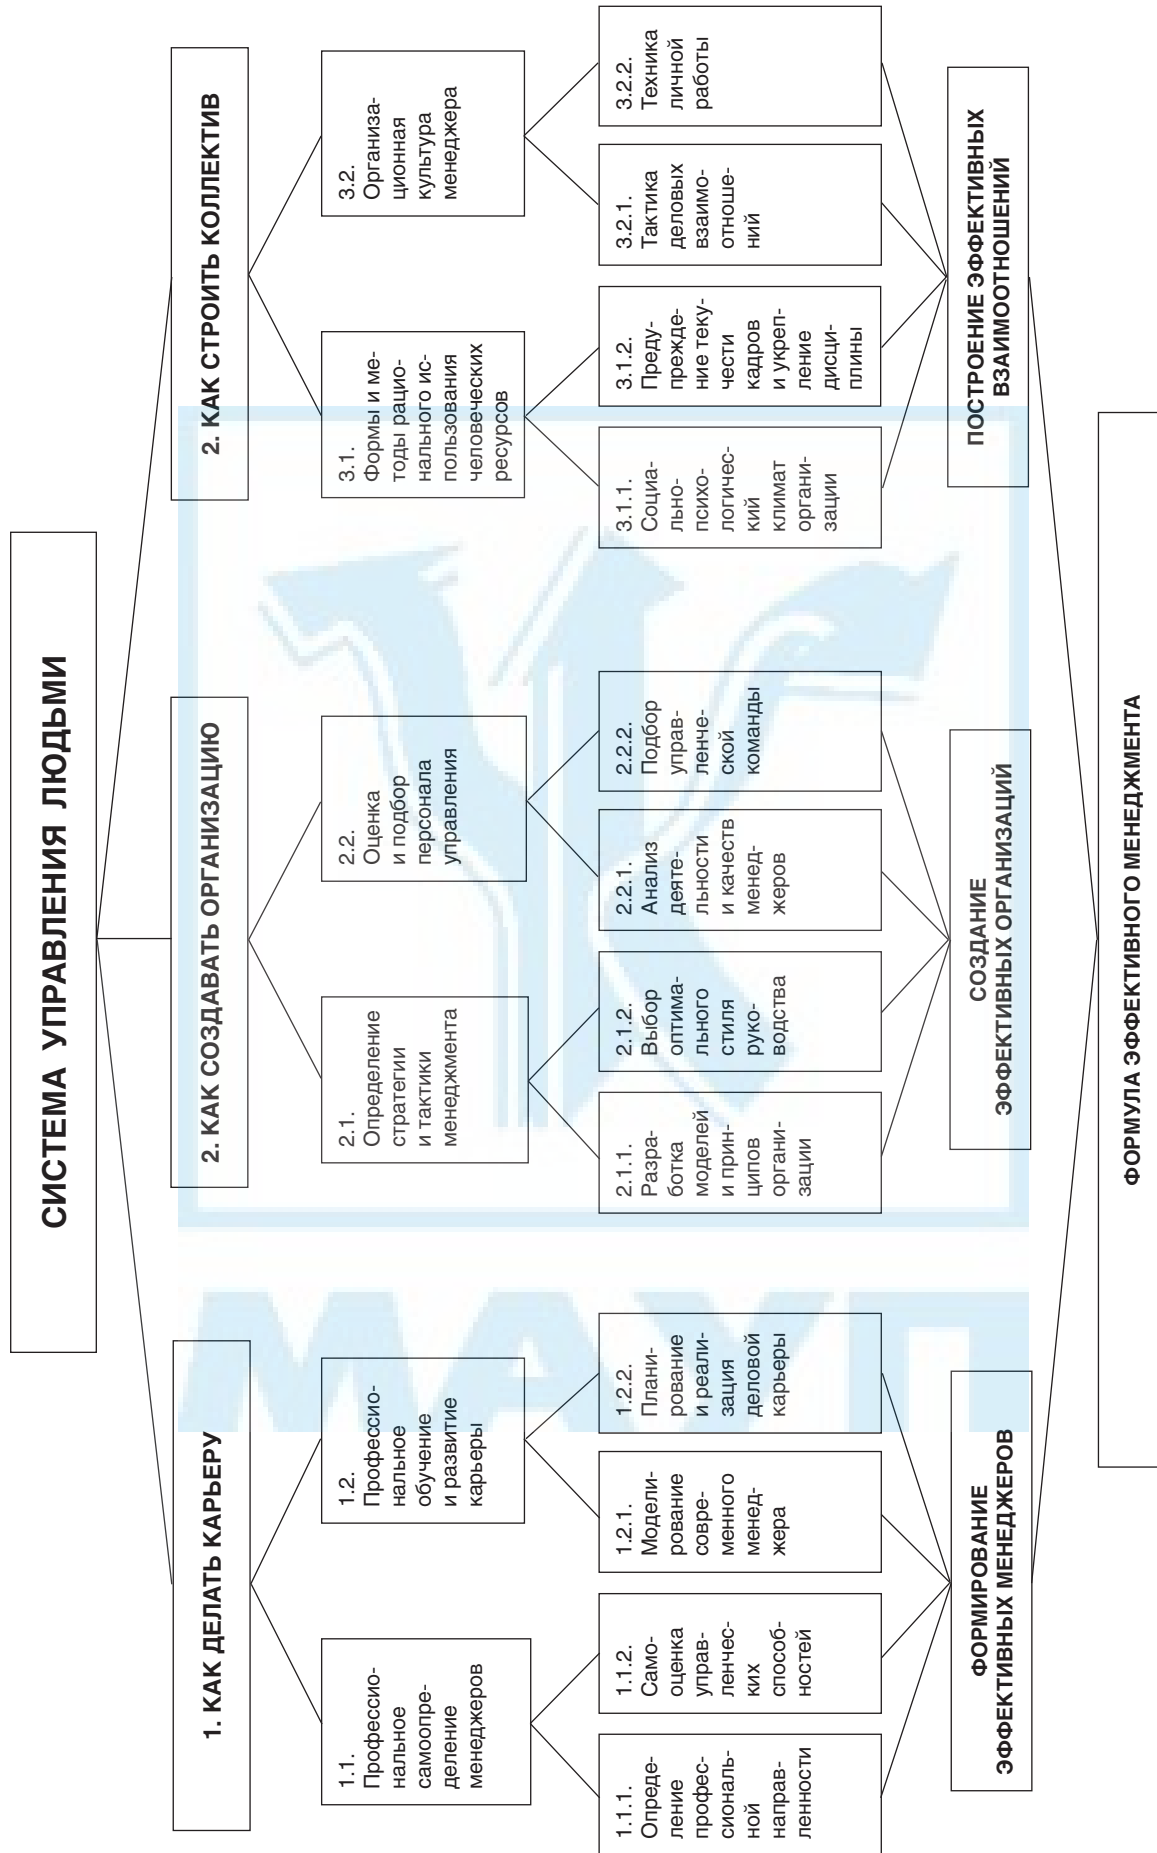 СИСТЕМА УПРАВЛЕНИЯ ЛЮДЬМИ
1. КАК ДЕЛАТЬ КАРЬЕРУ
2. КАК СОЗДАВАТЬ ОРГАНИЗАЦИЮ
2. КАК СТРОИТЬ КОЛЛЕКТИВ
1.1.
Профессио-
нальное
самоопре-
деление
менеджеров
1.2.
Профессио-
нальное
обучение
и развитие
карьеры
2.1.
Определение
стратегии
и тактики
менеджмента
2.2.
Оценка
и подбор
персонала
управления
3.1.
Формы и ме-
тоды рацио-
нального ис-
пользования
человеческих
ресурсов
3.2.
Организа-
ционная
культура
менеджера
1.1.1.
Опреде-
ление
профес-
сиональ-
ной
направ-
ленности
1.1.2.
Само-
оценка
управ-
ленчес-
ких
способ-
ностей
1.2.1.
Модели-
рование
совре-
менного
менед-
жера
1.2.2.
Плани-
рование
и реали-
зация
деловой
карьеры
2.1.1.
Разра-
ботка
моделей
и прин-
ципов
органи-
зации
2.1.2.
Выбор
оптима-
льного
стиля
руко-
водства
2.2.1.
Анализ
деяте-
льности
и качеств
менед-
жеров
2.2.2.
Подбор
управ-
ленче-
ской
команды
3.1.1.
Социа-
льно-
психо-
логичес-
кий
климат
органи-
зации
3.1.2.
Преду-
прежде-
ние теку-
чести
кадров
и укреп-
ление
дисци-
плины
3.2.1.
Тактика
деловых
взаимо-
отноше-
ний
3.2.2.
Техника
личной
работы
ФОРМИРОВАНИЕ
ЭФФЕКТИВНЫХ МЕНЕДЖЕРОВ
СОЗДАНИЕ
ЭФФЕКТИВНЫХ ОРГАНИЗАЦИЙ
ПОСТРОЕНИЕ ЭФФЕКТИВНЫХ
ВЗАИМООТНОШЕНИЙ
ФОРМУЛА ЭФФЕКТИВНОГО МЕНЕДЖМЕНТА
МАУП